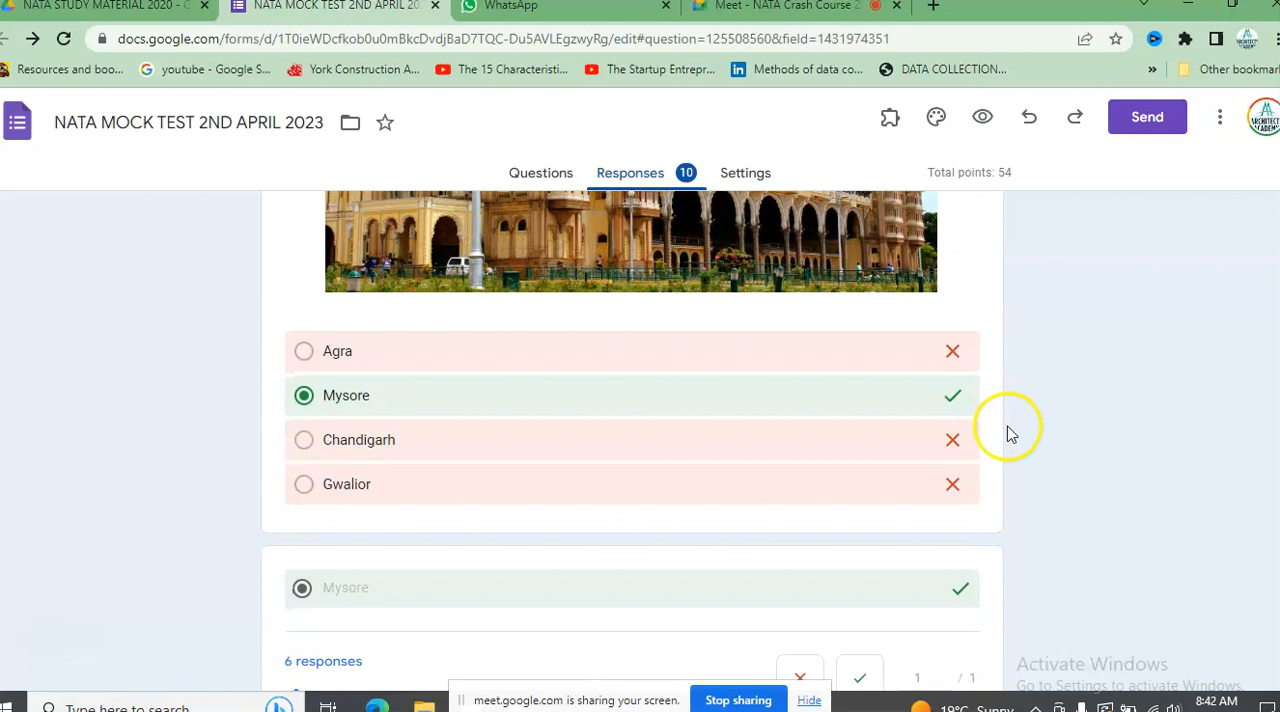 NATA STUDY MATERIAL 2020 - G
NATA MOCK TEST 2ND APRIL 20
WhatsApp
Meet - NATA Crash Course 2
docs.google.com/forms/d/1T0ieWDcfkob0u0mBkcDvdjBaD7TQC-Du5AVLEgzwyRg/edit#question=125508560&field=1431974351
Resources and boo...
youtube - Google S...
York Construction A...
The 15 Characteristi...
The Startup Entrepr...
Methods of data co...
DATA COLLECTION...
»
Other bookmar
NATA MOCK TEST 2ND APRIL 2023
Send
ARCHITECTS
ACADEMY
Questions
Responses 10
Settings
Total points: 54
Agra
Mysore
Chandigarh
Gwalior
Mysore
6 responses
1 / 1
Activate Windows
Go to Settings to activate Windows.
meet.google.com is sharing your screen.
Stop sharing
Hide
Type here to search
19°C Sunny
8:42 AM